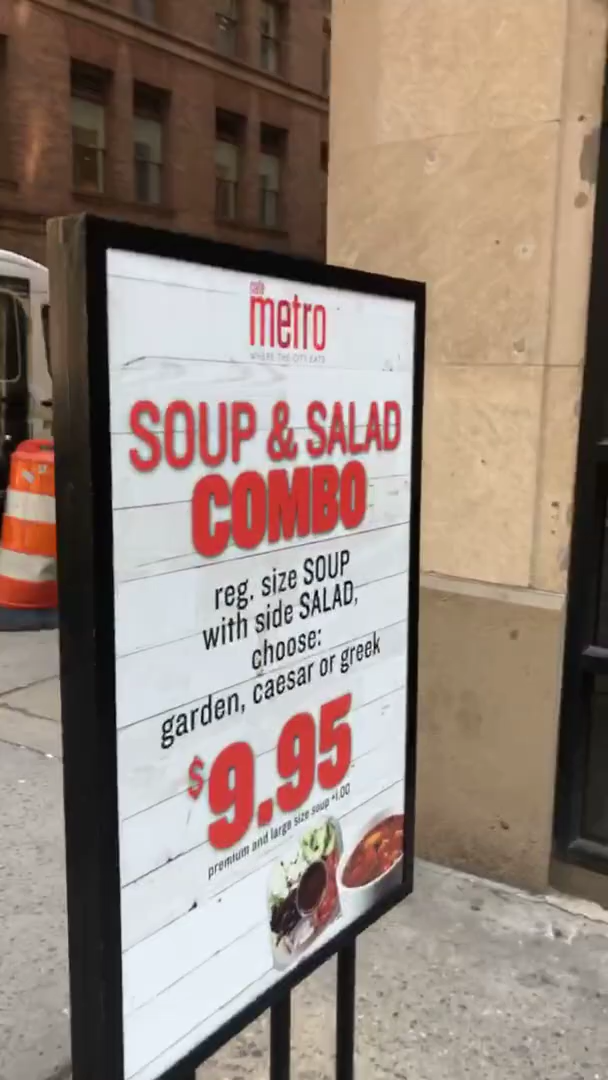 cafe
metro
WHERE THE CITY EATS
SOUP & SALAD
COMBO
reg. size SOUP
with side SALAD,
choose:
garden, caesar or greek
$9.95
premium and large size soup +1.00